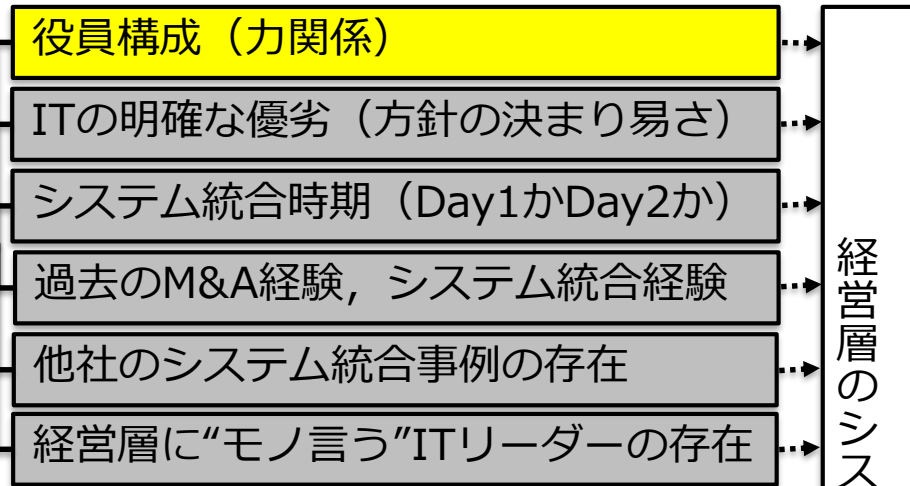 役員構成（力関係）
ITの明確な優劣（方針の決まり易さ）
システム統合時期（Day1かDay2か）
過去のM&A経験，システム統合経験
他社のシステム統合事例の存在
経営層に“モノ言う”ITリーダーの存在
経営層のシス